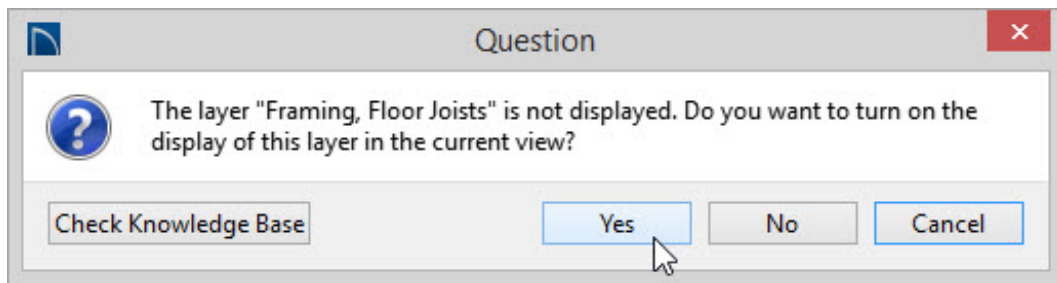 Question
The layer "Framing, Floor Joists" is not displayed. Do you want to turn on the
display of this layer in the current view?
Check Knowledge Base
Yes
No
Cancel